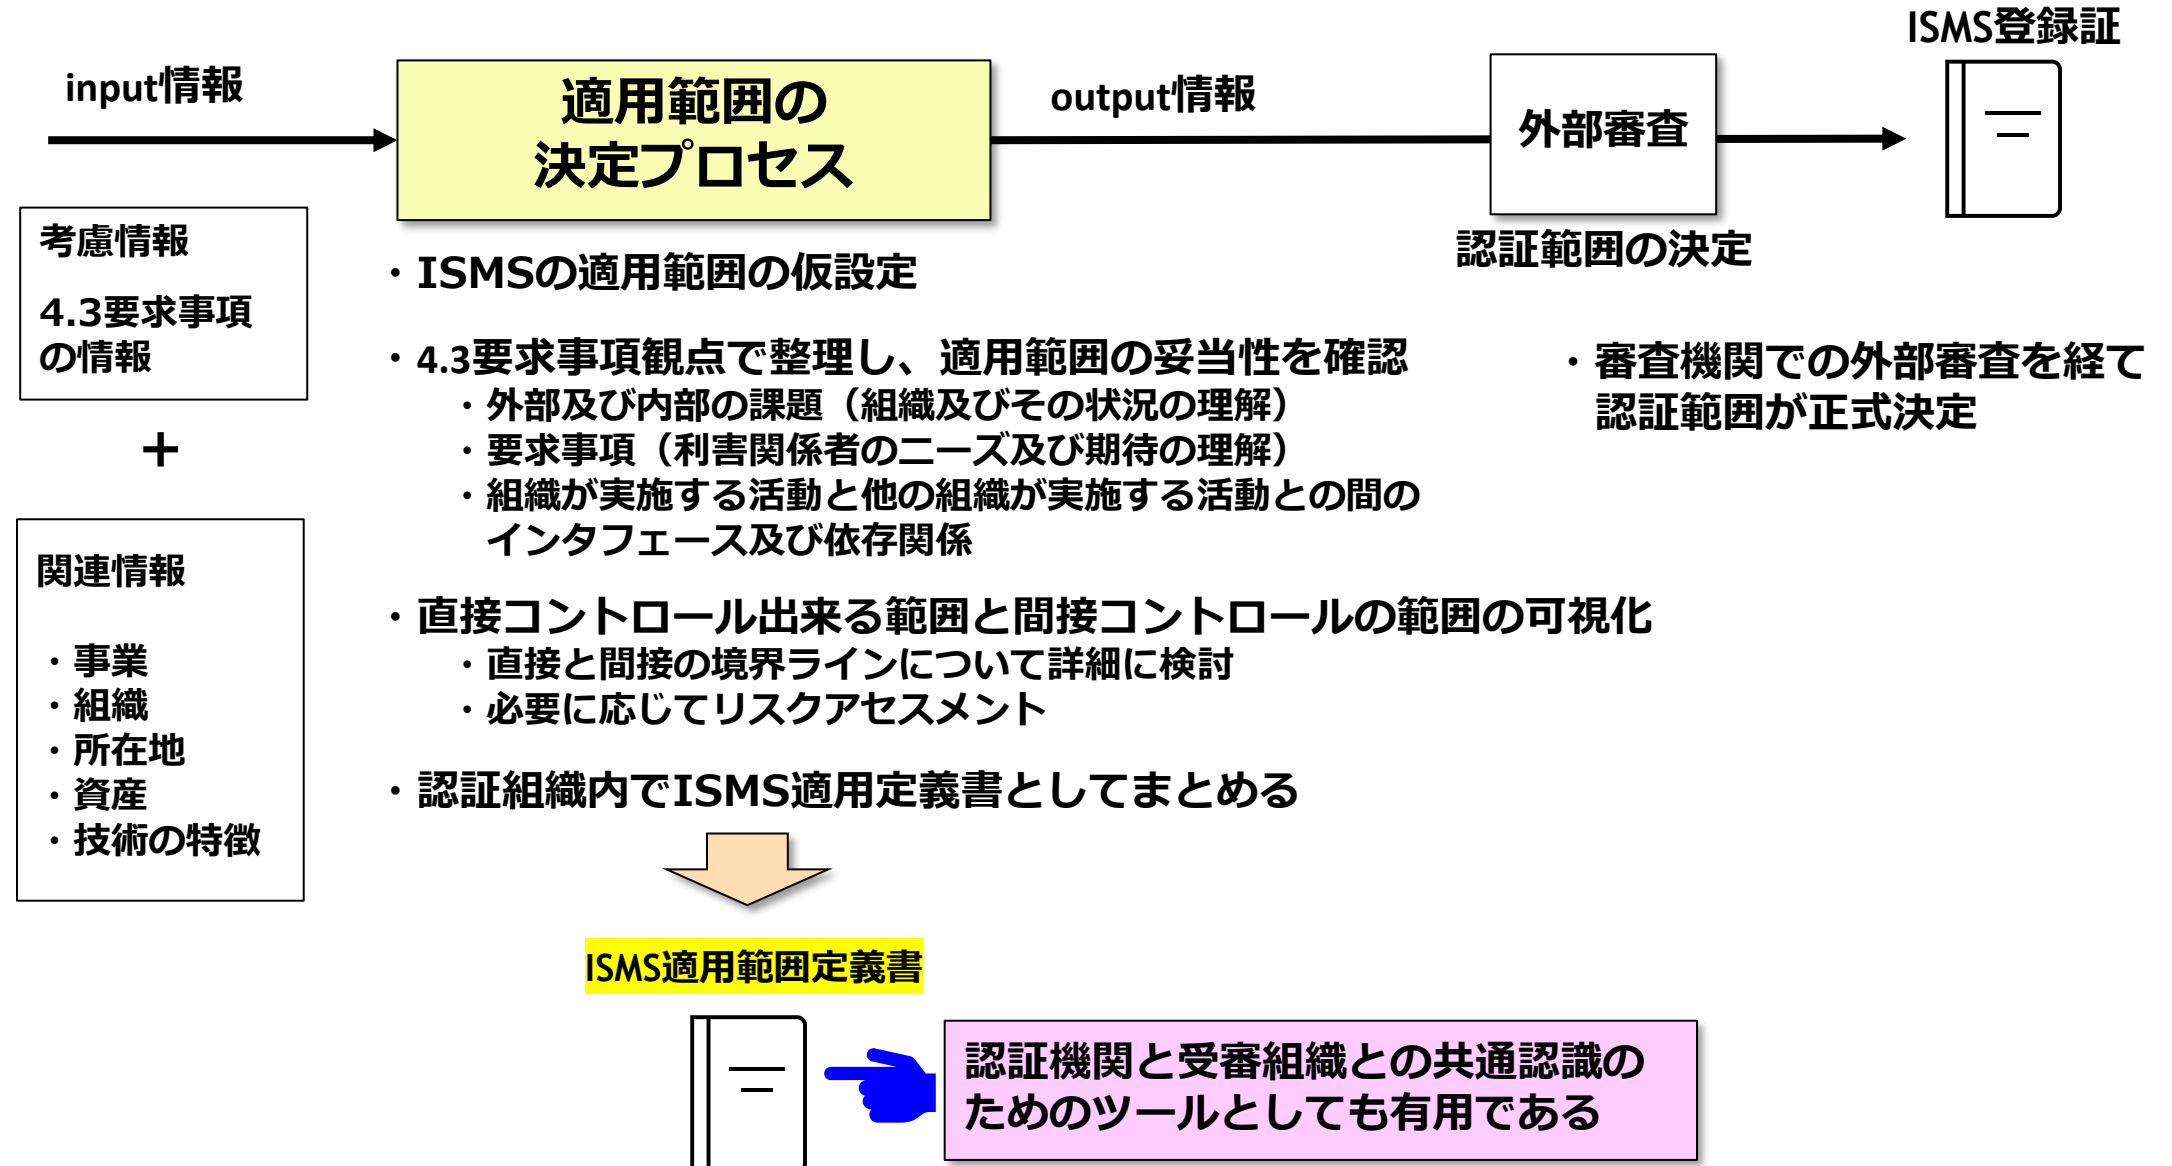 ISMS登録証
input情報
適用範囲の
決定プロセス
output情報
外部審査
認証範囲の決定
考慮情報
4.3要求事項
の情報
＋
関連情報
・事業
・組織
・所在地
・資産
・技術の特徴
・ISMSの適用範囲の仮設定
・4.3要求事項観点で整理し、適用範囲の妥当性を確認
・外部及び内部の課題（組織及びその状況の理解）
・要求事項（利害関係者のニーズ及び期待の理解）
・組織が実施する活動と他の組織が実施する活動との間の
インタフェース及び依存関係
・直接コントロール出来る範囲と間接コントロールの範囲の可視化
・直接と間接の境界ラインについて詳細に検討
・必要に応じてリスクアセスメント
・認証組織内でISMS適用定義書としてまとめる
・審査機関での外部審査を経て
認証範囲が正式決定
ISMS適用範囲定義書
認証機関と受審組織との共通認識の
ためのツールとしても有用である